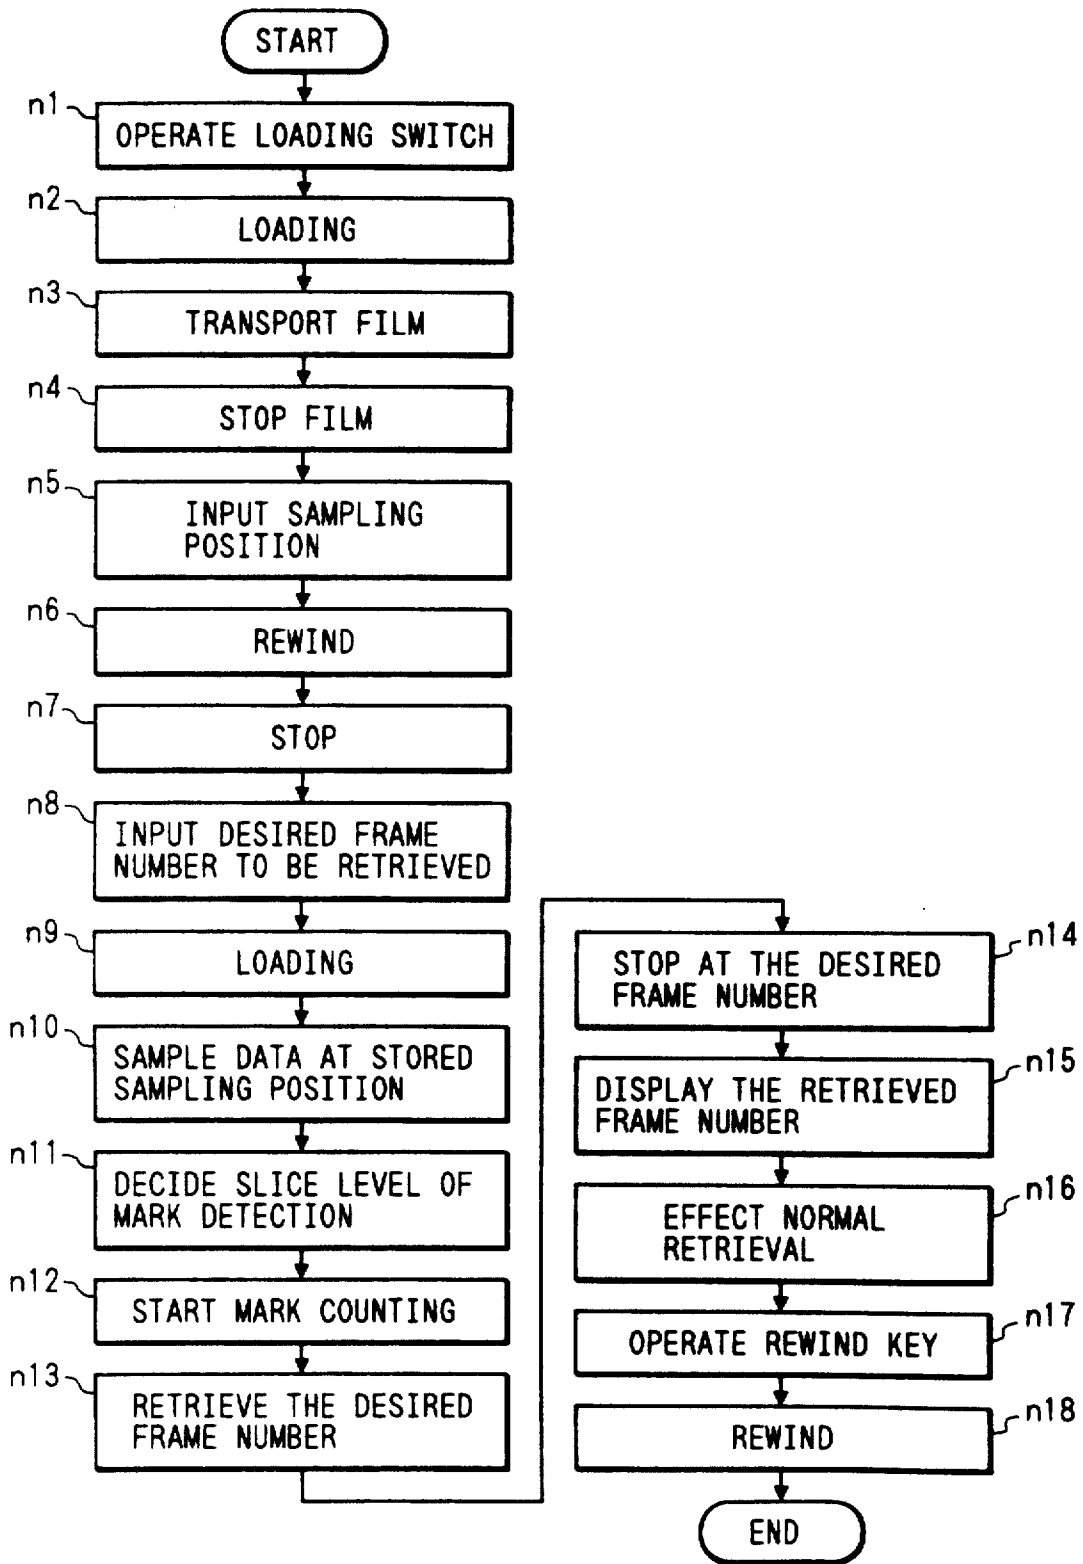 START
n1
OPERATE LOADING SWITCH
n2
LOADING
n3
TRANSPORT FILM
n4
STOP FILM
n5
INPUT SAMPLING
POSITION
n6
REWIND
n7
STOP
n8
INPUT DESIRED FRAME
NUMBER TO BE RETRIEVED
n9
LOADING
n10
SAMPLE DATA AT STORED
SAMPLING POSITION
n11
DECIDE SLICE LEVEL OF
MARK DETECTION
n12
START MARK COUNTING
n13
RETRIEVE THE DESIRED
FRAME NUMBER
n14
STOP AT THE DESIRED
FRAME NUMBER
n15
DISPLAY THE RETRIEVED
FRAME NUMBER
n16
EFFECT NORMAL
RETRIEVAL
n17
OPERATE REWIND KEY
n18
REWIND
END